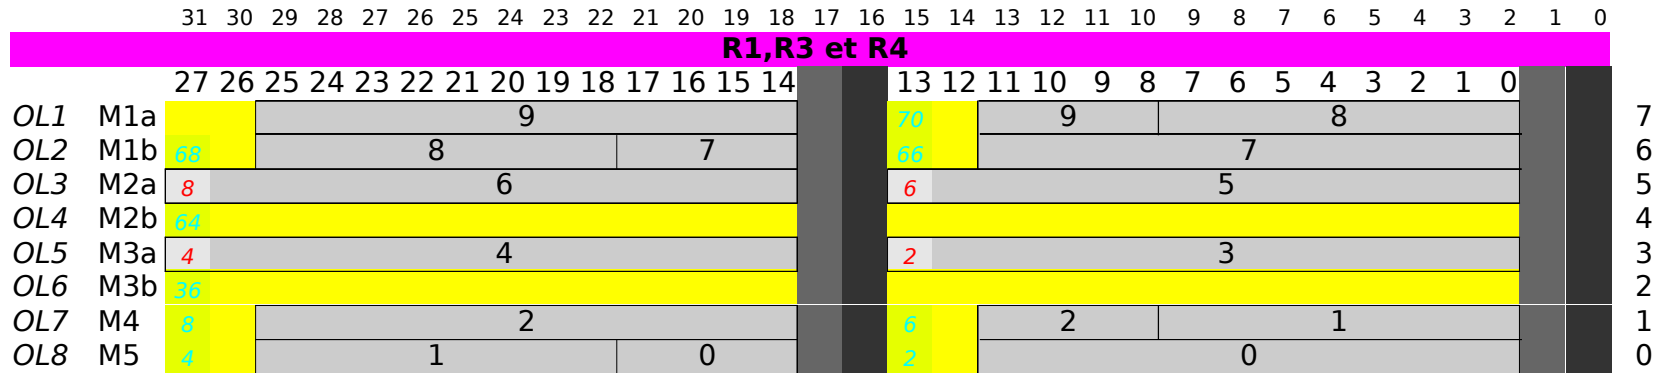 31 30 29 28 27 26 25 24 23 22 21 20 19 18 17 16 15 14 13 12 11 10 9 8 7 6 5 4 3 2 1 0
R1,R3 et R4
27 26 25 24 23 22 21 20 19 18 17 16 15 14 13 12 11 10 9 8 7 6 5 4 3 2 1 0
OL1 M1a 9 70 9 8 7
OL2 M1b 68 8 7 66 7 6
OL3 M2a 8 6 6 5 5
OL4 M2b 64 4
OL5 M3a 4 4 2 3 3
OL6 M3b 36 2
OL7 M4 8 2 6 2 1 1
OL8 M5 4 1 0 2 0 0